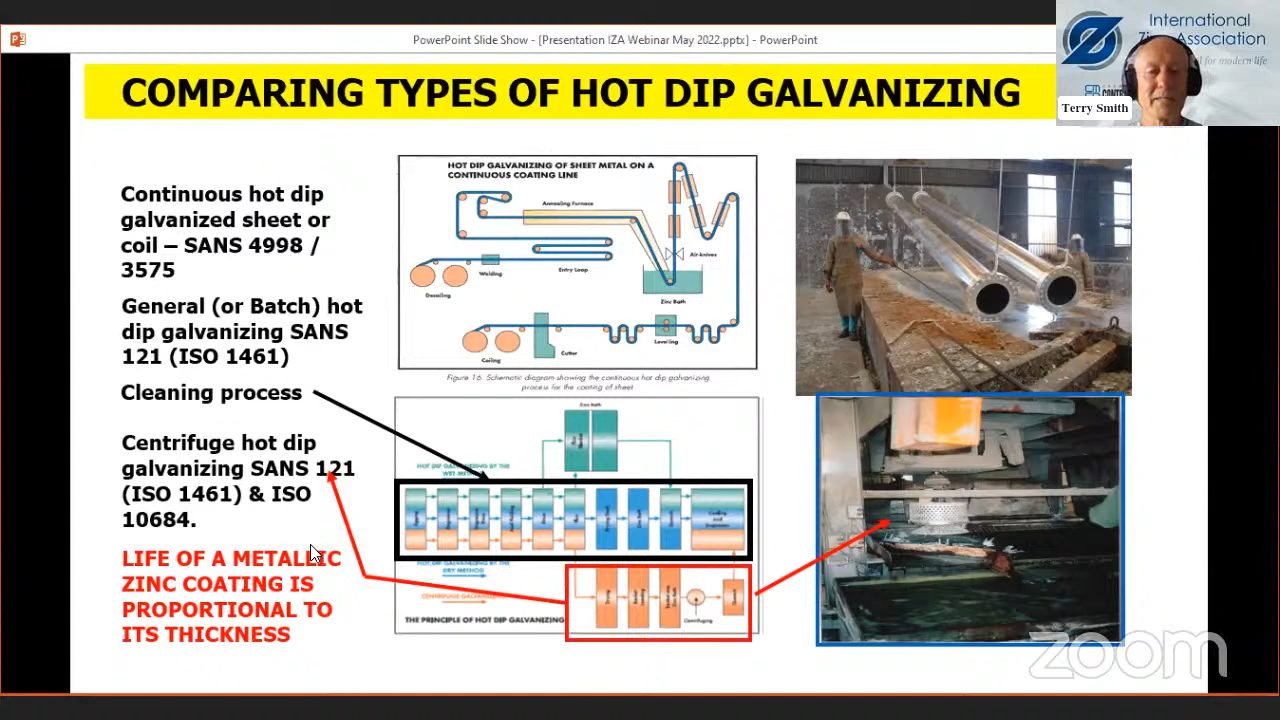 PowerPoint Slide Show - [Presentation IZA Webinar May 2022.pptx] - PowerPoint
International
Zinc Association
for modern life
Terry Smith
COMPARING TYPES OF HOT DIP GALVANIZING
Continuous hot dip
galvanized sheet or
coil – SANS 4998 /
3575
General (or Batch) hot
dip galvanizing SANS
121 (ISO 1461)
Cleaning process
Centrifuge hot dip
galvanizing SANS 121
(ISO 1461) & ISO
10684.
LIFE OF A METALLIC
ZINC COATING IS
PROPORTIONAL TO
ITS THICKNESS
HOT DIP GALVANIZING OF SHEET METAL ON A
CONTINUOUS COATING LINE
Annealing Furnace
Air-knives
Welding
Entry Loop
Decoiling
Zinc Bath
Levelling
Coiling
Cutter
Figure 16. Schematic diagram showing the continuous hot dip galvanizing
process for the coating of sheet
Zinc Bath
HOT DIP GALVANIZING BY THE
Cooling
and
HOT DIP GALVANIZING BY THE
DRY METHOD
CENTRIFUGE GALVANIZING
Centrifuging
THE PRINCIPLE OF HOT DIP GALVANIZING
zoom